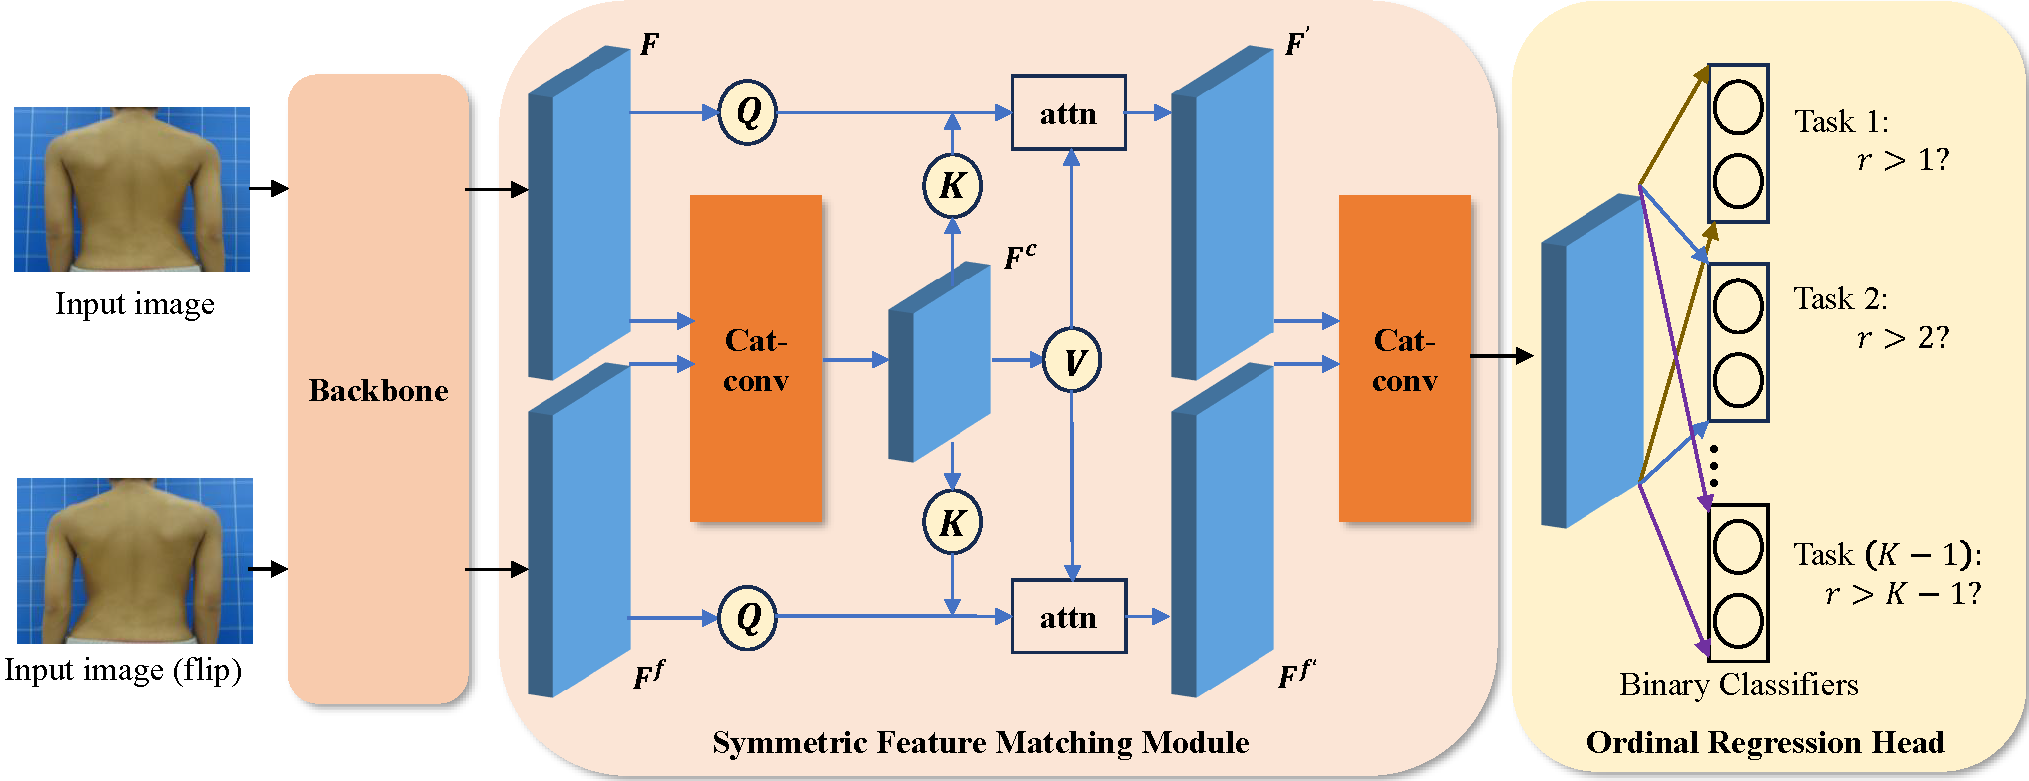 Input image
Input image (flip)
Backbone
F
F^f
Q
K
Cat-
conv
F^c
V
K
Q
attn
attn
F'
F^f'
Cat-
conv
Symmetric Feature Matching Module
Task 1:
r > 1?
Task 2:
r > 2?
Task (K − 1):
r > K − 1?
Binary Classifiers
Ordinal Regression Head